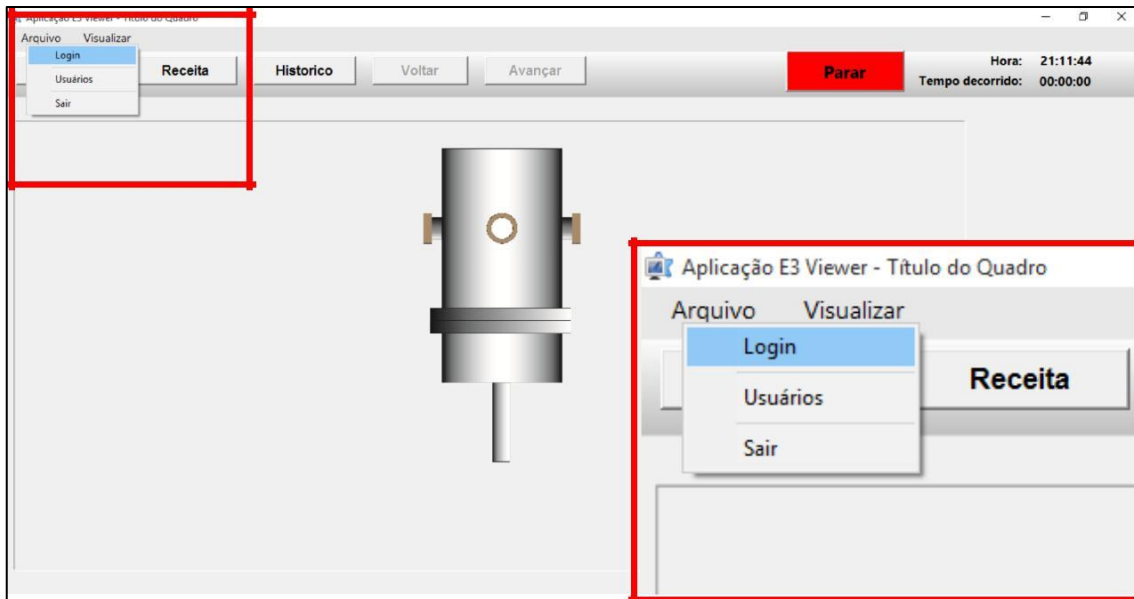 Aplicação E3 Viewer - Título do Quadro
Arquivo Visualizar
Login
Usuários
Sair
Receita Historico Voltar Avançar Parar
Hora: 21:11:44
Tempo decorrido: 00:00:00
Aplicação E3 Viewer - Título do Quadro
Arquivo Visualizar
Login
Usuários
Sair
Receita